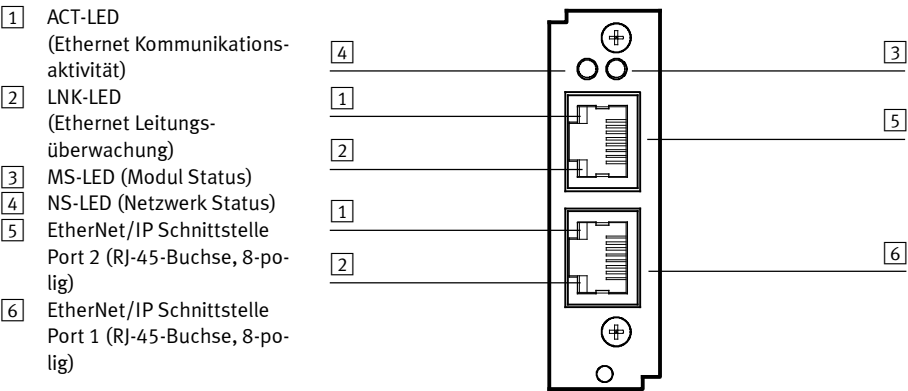 1 ACT-LED
(Ethernet Kommunikations-
aktivität)
2 LNK-LED
(Ethernet Leitungs-
überwachung)
3 MS-LED (Modul Status)
4 NS-LED (Netzwerk Status)
5 EtherNet/IP Schnittstelle
Port 2 (RJ-45-Buchse, 8-po-
lig)
6 EtherNet/IP Schnittstelle
Port 1 (RJ-45-Buchse, 8-po-
lig)
4
3
1
5
2
1
6
2